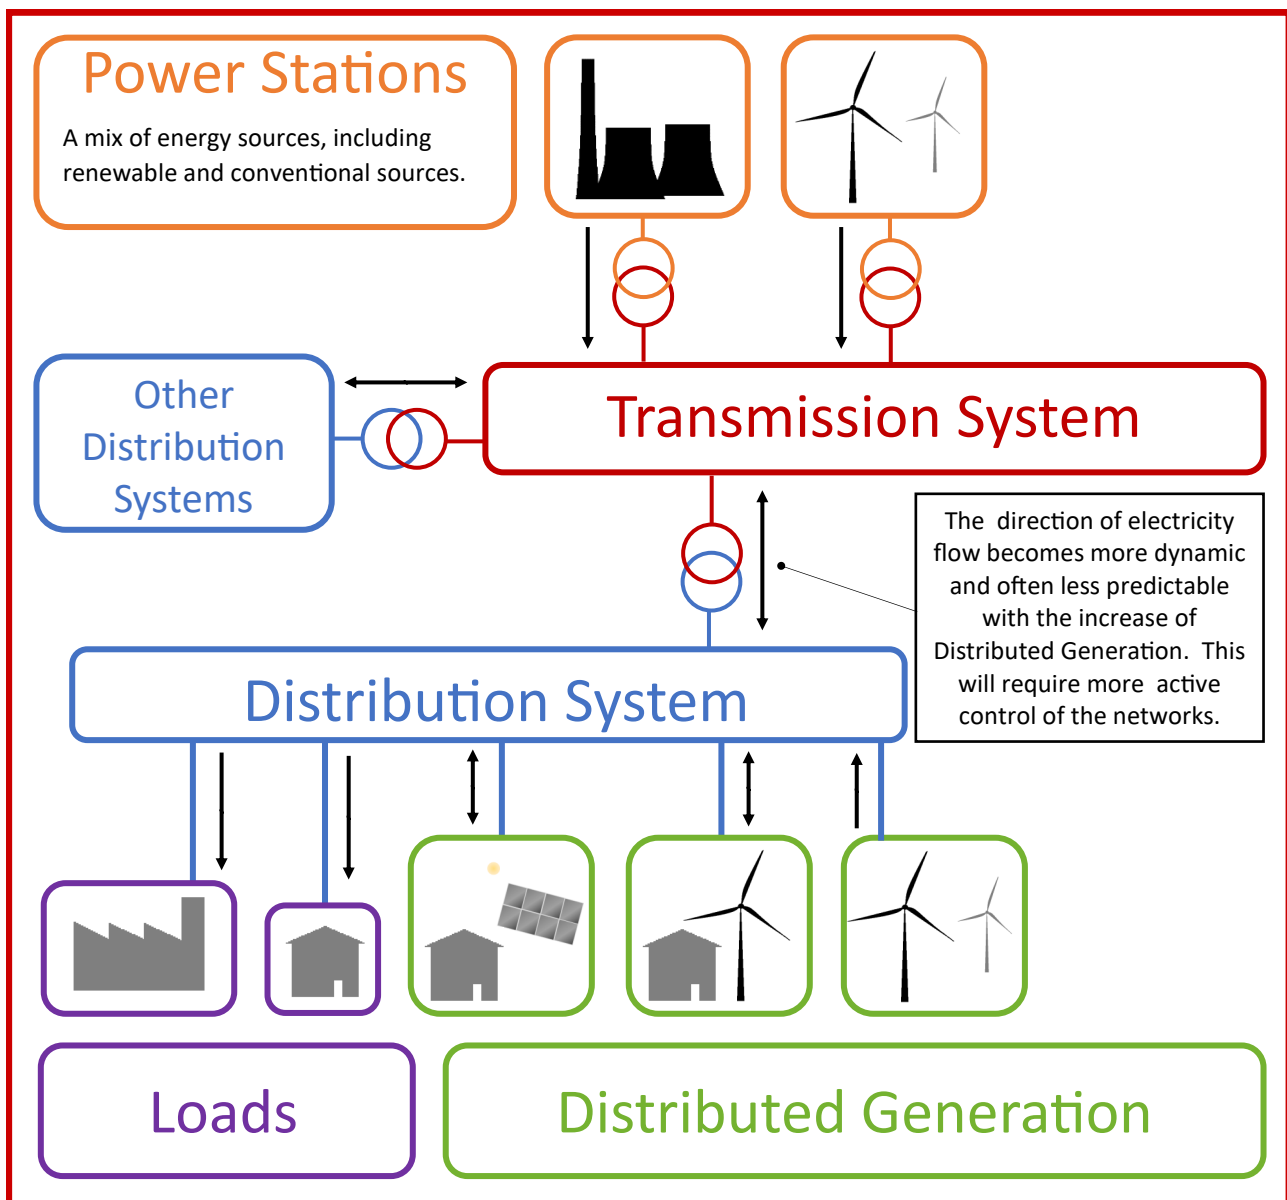 Power Stations
A mix of energy sources, including
renewable and conventional sources.
Other
Distribution
Systems
Transmission System
The  direction of electricity
flow becomes more dynamic
and often less predictable
with the increase of
Distributed Generation.  This
will require more  active
control of the networks.
Distribution System
Loads
Distributed Generation